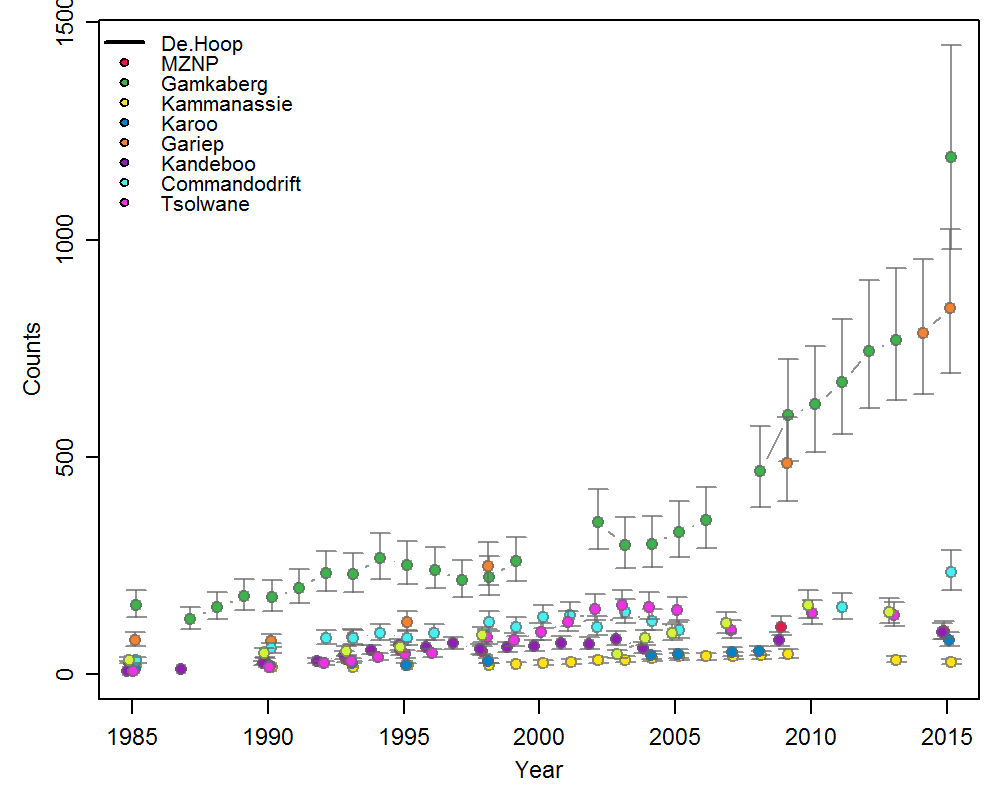 De.Hoop
MZNP
Gamkaberg
Kammanassie
Karoo
Gariep
Kandeboo
Commandodrift
Tsolwane
1500
1000
500
0
Counts
1985 1990 1995 2000 2005 2010 2015
Year